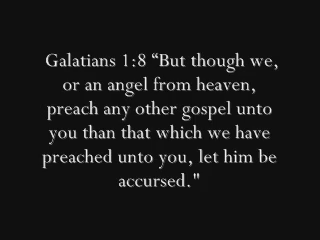 Galatians 1:8 “But though we,
or an angel from heaven,
preach any other gospel unto
you than that which we have
preached unto you, let him be
accursed."